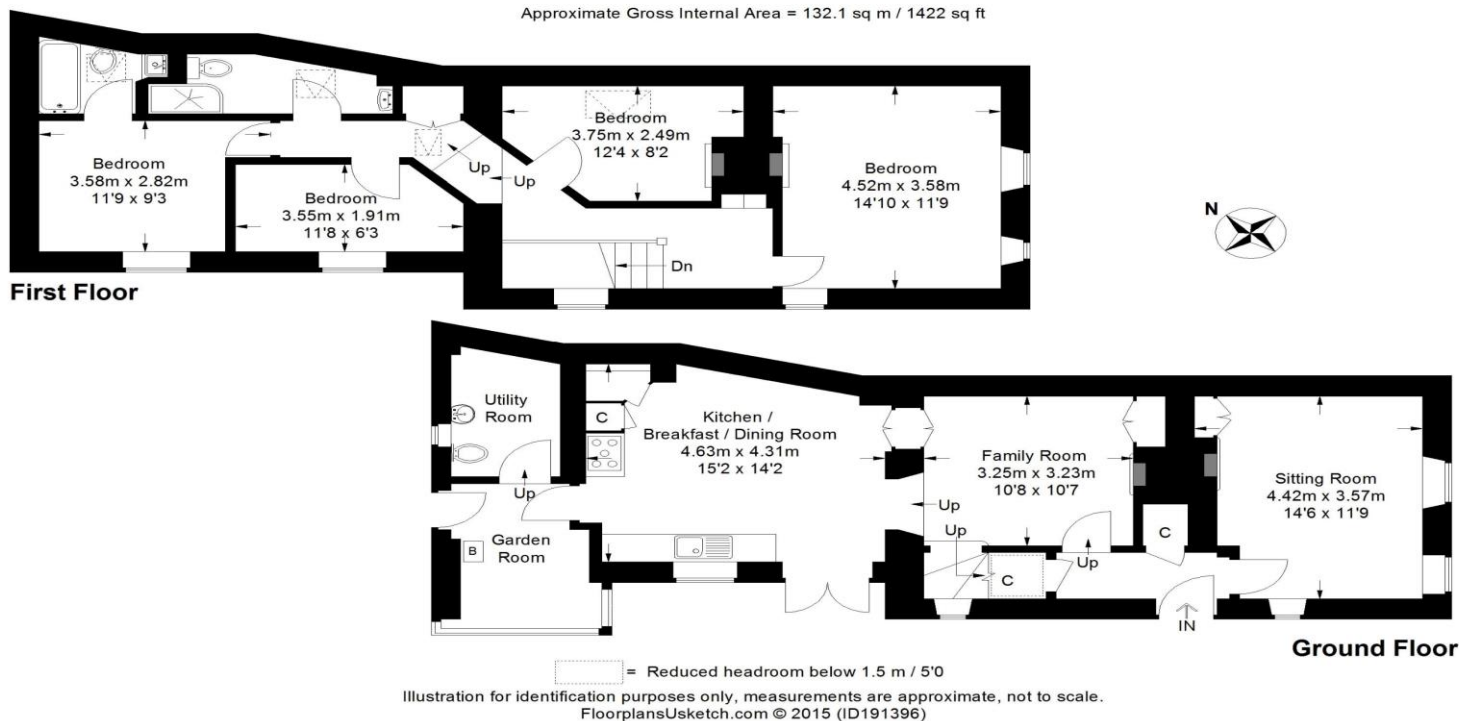 Approximate Gross Internal Area = 132.1 sq m / 1422 sq ft
Bedroom
3.58m x 2.82m
11'9 x 9'3
Bedroom
3.55m x 1.91m
11'8 x 6'3
Up
Up
Bedroom
3.75m x 2.49m
12'4 x 8'2
Dn
Bedroom
4.52m x 3.58m
14'10 x 11'9
N
First Floor
Utility
Room
Up
Garden
Room
B
C
Kitchen /
Breakfast / Dining Room
4.63m x 4.31m
15'2 x 14'2
Up
Up
C
Family Room
3.25m x 3.23m
10'8 x 10'7
Up
C
IN
Sitting Room
4.42m x 3.57m
14'6 x 11'9
Ground Floor
= Reduced headroom below 1.5 m / 5'0
Illustration for identification purposes only, measurements are approximate, not to scale.
FloorplansUsketch.com © 2015 (ID191396)